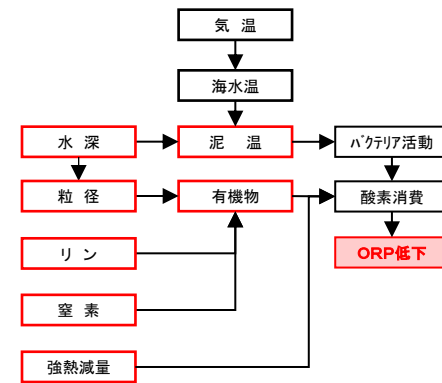 気 温
海水温
水 深
泥 温
ﾊﾞｸﾃﾘｱ活動
粒 径
有機物
酸素消費
リ ン
ORP低下
窒 素
強熱減量